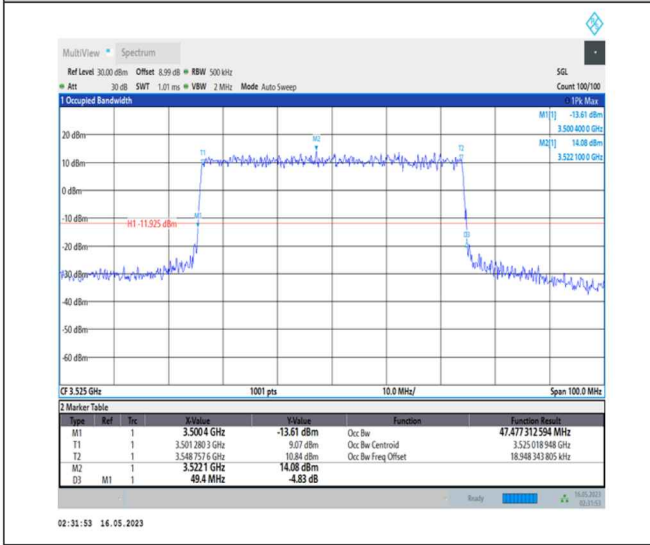 MultiView Spectrum
Ref Level 30.00 dBm Offset 8.99 dB RBW 500 kHz SGL
Att 30 dB SWT 1.01 ms VBW 2 MHz Mode Auto Sweep Count 100/100
1 Occupied Bandwidth 1Pk Max
M1[1] -13.61 dBm
3.500 400 0 GHz
M2[1] 14.08 dBm
3.522 100 0 GHz
20 dBm
M2
T1
T2
10 dBm
0 dBm
-10 dBm
M1
H1 -11.925 dBm
D3
-20 dBm
-30 dBm
-40 dBm
-50 dBm
-60 dBm
CF 3.525 GHz 1001 pts 10.0 MHz/ Span 100.0 MHz
2 Marker Table
Type Ref Trc X-Value Y-Value Function Function Result
M1 1 3.500 4 GHz -13.61 dBm Occ Bw 47.477 312 594 MHz
T1 1 3.501 280 3 GHz 9.07 dBm Occ Bw Centroid 3.525 018 948 GHz
T2 1 3.548 757 6 GHz 10.84 dBm Occ Bw Freq Offset 18.948 343 805 kHz
M2 1 3.522 1 GHz 14.08 dBm
D3 M1 1 49.4 MHz -4.83 dB
Ready 16.05.2023
02:31:53
02:31:53 16.05.2023